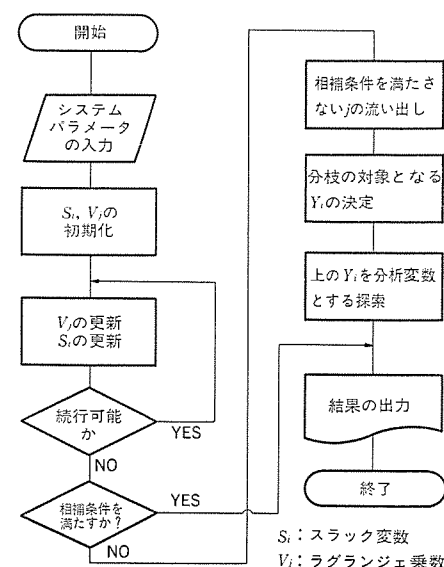 開始
システム
パラメータ
の入力
Sᵢ, Vⱼの
初期化
Vⱼの更新
Sᵢの更新
続行可能
か
YES
NO
相補条件を
満たすか?
YES
NO
相補条件を満たさ
ないjの流い出し
分枝の対象となる
Yᵢの決定
上のYᵢを分析変数
とする探索
結果の出力
終了
Sᵢ：スラック変数
Vⱼ：ラグランジェ乗数